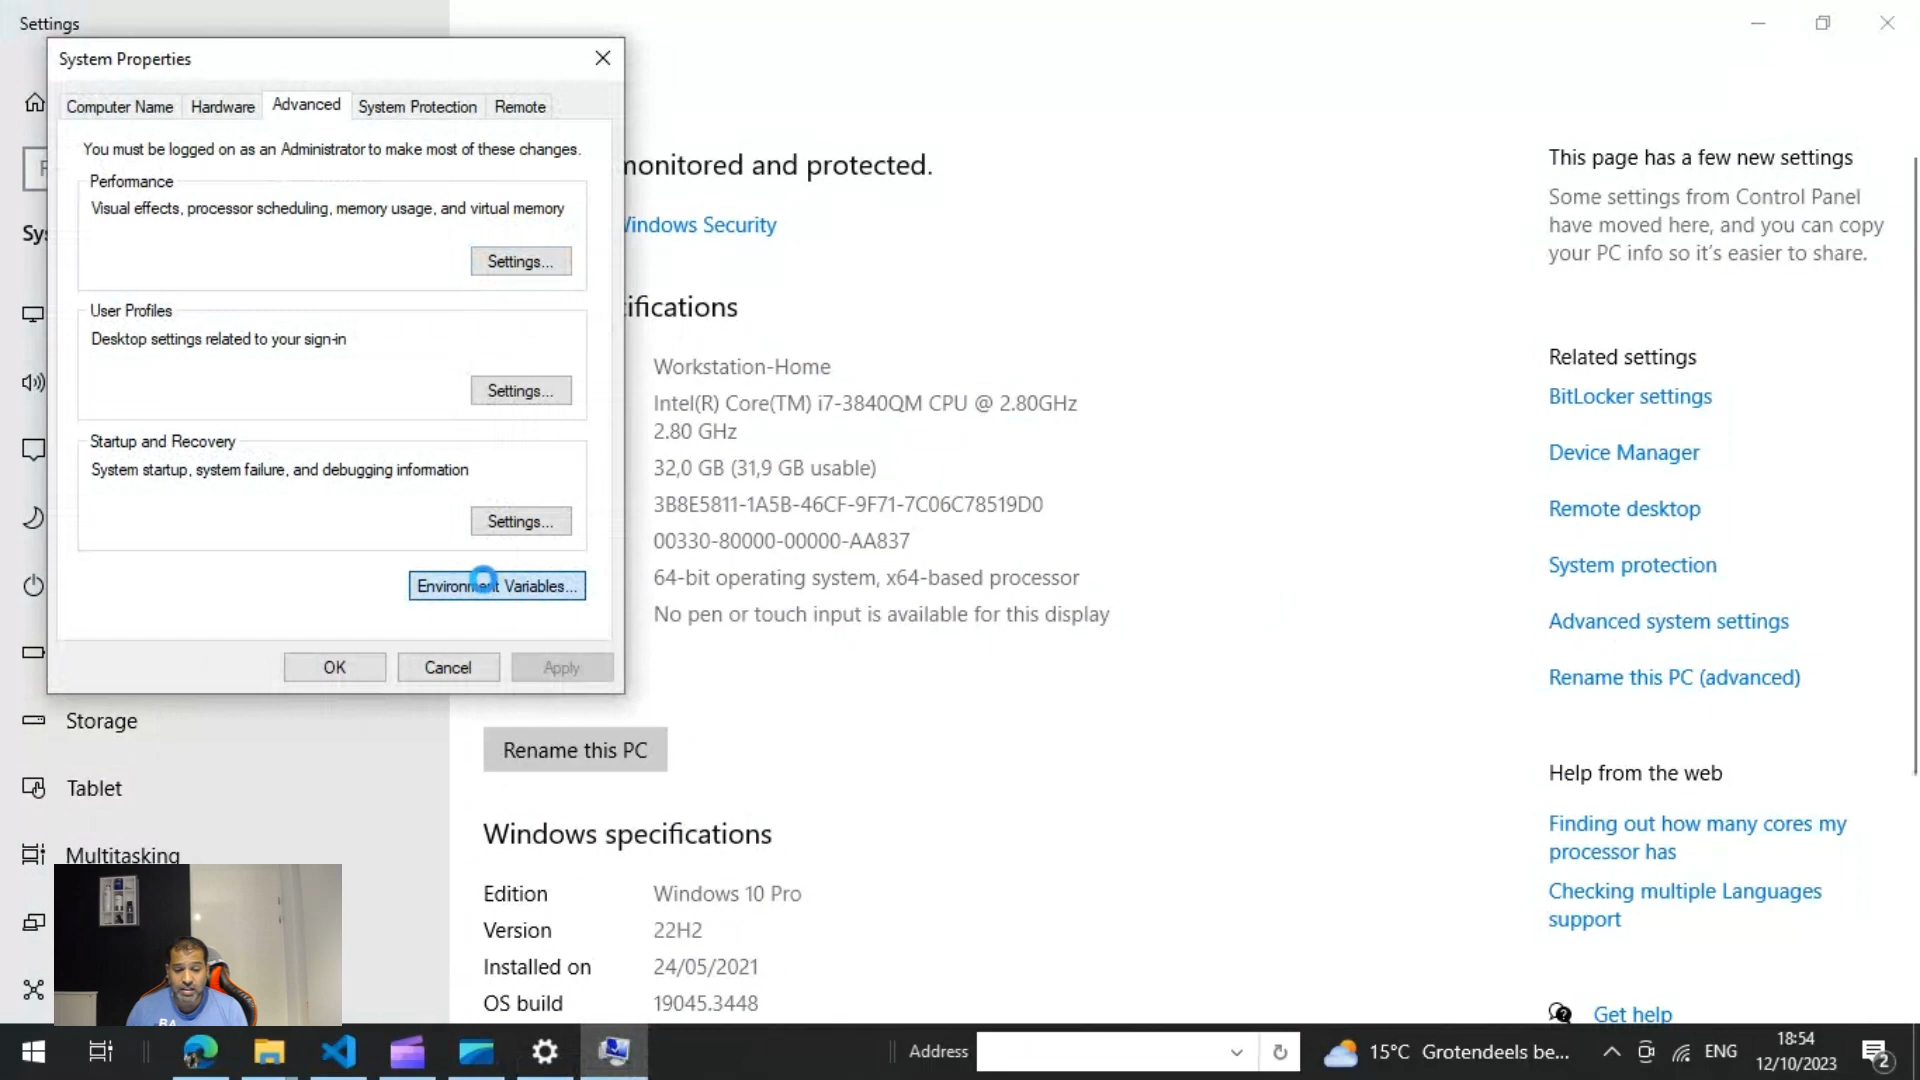 Settings
System Properties
Computer Name
Hardware
Advanced
System Protection
Remote
You must be logged on as an Administrator to make most of these changes.
Performance
Visual effects, processor scheduling, memory usage, and virtual memory
Settings...
User Profiles
Desktop settings related to your sign-in
Settings...
Startup and Recovery
System startup, system failure, and debugging information
Settings...
Environment Variables...
OK
Cancel
Apply
Sy
Storage
Tablet
Multitasking
monitored and protected.
Windows Security
ifications
Workstation-Home
Intel(R) Core(TM) i7-3840QM CPU @ 2.80GHz
2.80 GHz
32,0 GB (31,9 GB usable)
3B8E5811-1A5B-46CF-9F71-7C06C78519D0
00330-80000-00000-AA837
64-bit operating system, x64-based processor
No pen or touch input is available for this display
Rename this PC
Windows specifications
Edition Windows 10 Pro
Version 22H2
Installed on 24/05/2021
OS build 19045.3448
This page has a few new settings
Some settings from Control Panel
have moved here, and you can copy
your PC info so it's easier to share.
Related settings
BitLocker settings
Device Manager
Remote desktop
System protection
Advanced system settings
Rename this PC (advanced)
Help from the web
Finding out how many cores my
processor has
Checking multiple Languages
support
Get help
Address
15°C Grotendeels be...
ENG
18:54
12/10/2023
2